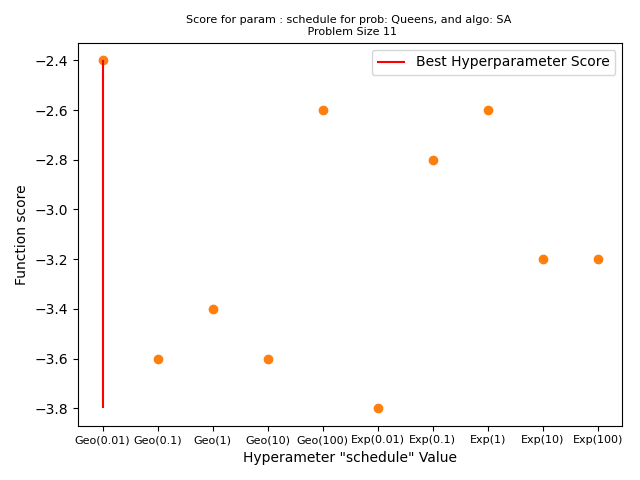 Score for param : schedule for prob: Queens, and algo: SA
Problem Size 11
Best Hyperparameter Score
Function score
−2.4
−2.6
−2.8
−3.0
−3.2
−3.4
−3.6
−3.8
Geo(0.01) Geo(0.1) Geo(1) Geo(10) Geo(100) Exp(0.01) Exp(0.1) Exp(1) Exp(10) Exp(100)
Hyperameter "schedule" Value